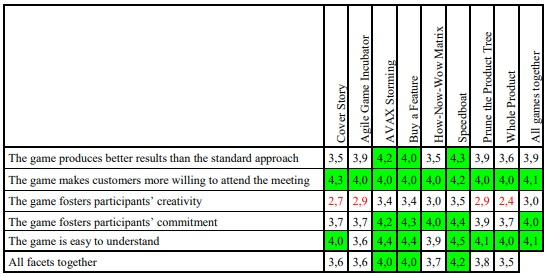 Cover Story
Agile Game Incubator
AVAX Storming
Buy a Feature
How-Now-Wow Matrix
Speedboat
Prune the Product Tree
Whole Product
All games together
The game produces better results than the standard approach 3,5 3,9 4,2 4,0 3,5 4,3 3,9 3,6 3,9
The game makes customers more willing to attend the meeting 4,3 4,0 4,0 4,0 4,0 4,2 4,0 4,0 4,1
The game fosters participants’ creativity 2,7 2,9 3,4 3,4 3,0 3,5 2,9 2,4 3,0
The game fosters participants’ commitment 3,7 3,7 4,2 4,3 4,0 4,4 3,9 3,7 4,0
The game is easy to understand 4,0 3,6 4,4 4,4 3,9 4,5 4,1 4,0 4,1
All facets together 3,6 3,6 4,0 4,0 3,7 4,2 3,8 3,5